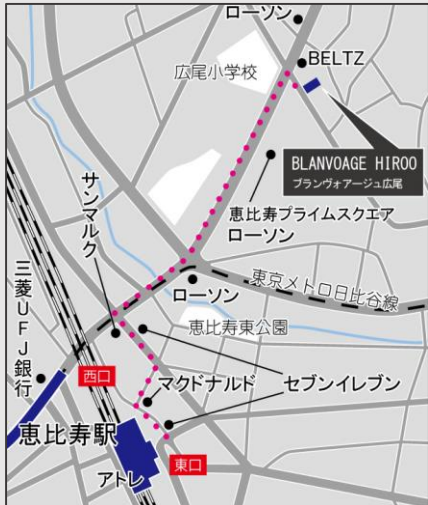 ローソン
BELTZ
広尾小学校
BLANVOAGE HIROO
ブランヴォアージュ広尾
恵比寿プライムスクエア
ローソン
サンマルク
東京メトロ日比谷線
ローソン
恵比寿東公園
三菱UFJ銀行
西口
マクドナルド
セブンイレブン
恵比寿駅
東口
アトレ